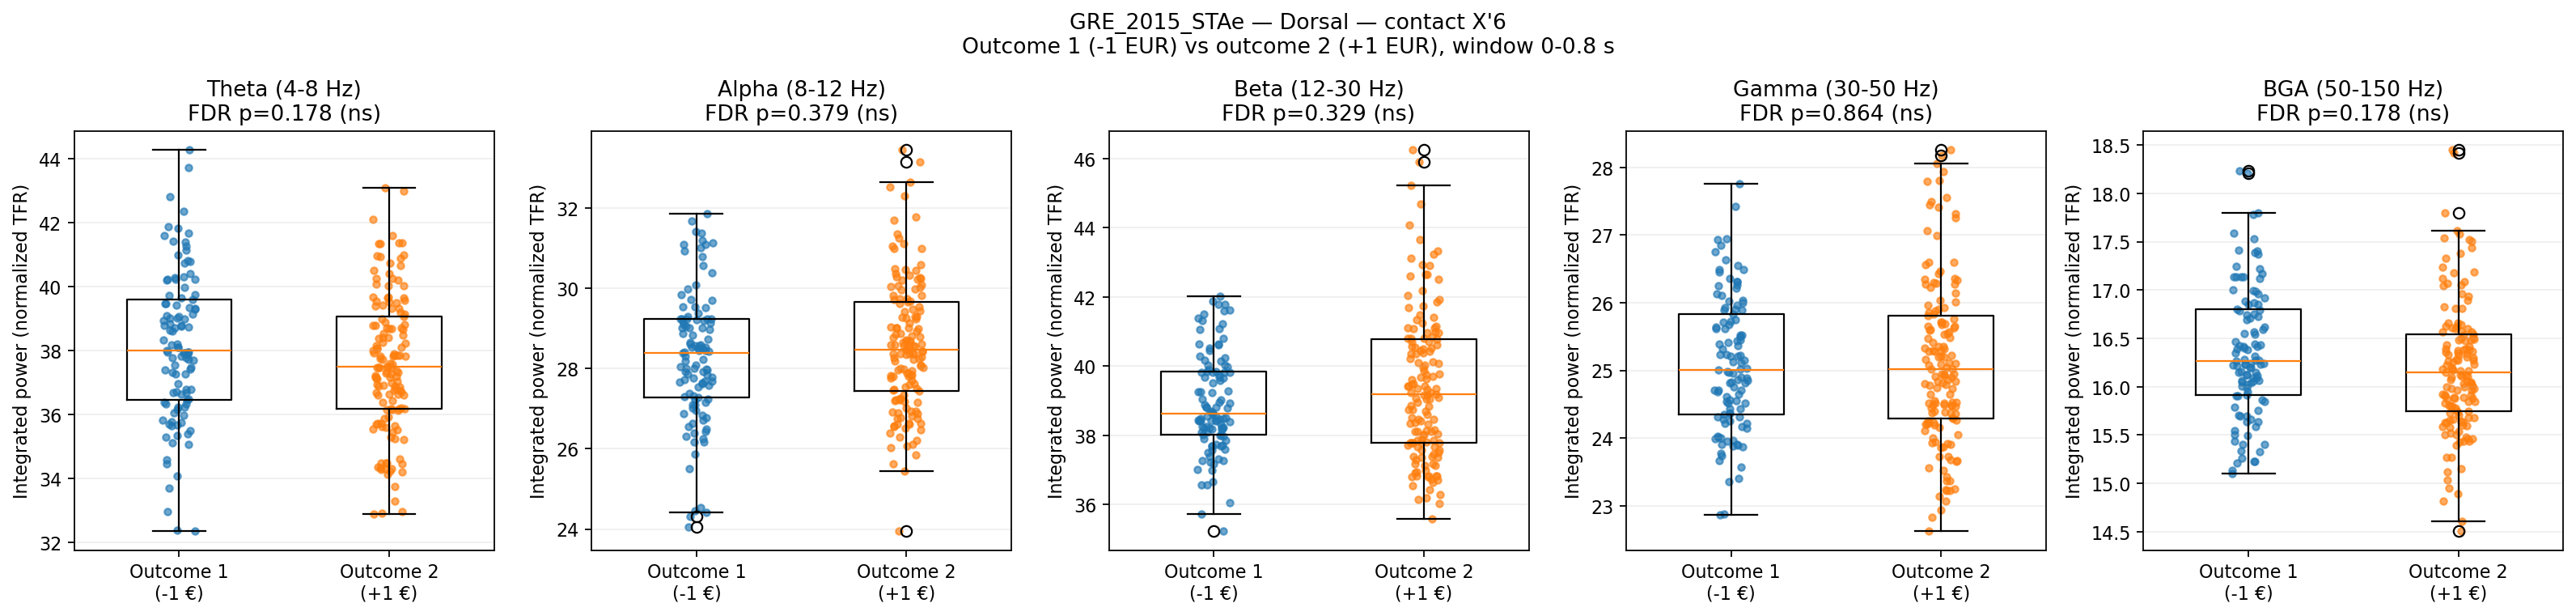 GRE_2015_STAe — Dorsal — contact X'6
Outcome 1 (-1 EUR) vs outcome 2 (+1 EUR), window 0-0.8 s
Theta (4-8 Hz)
FDR p=0.178 (ns)
Integrated power (normalized TFR)
44
42
40
38
36
34
32
Outcome 1
(-1 €)
Outcome 2
(+1 €)
Alpha (8-12 Hz)
FDR p=0.379 (ns)
Integrated power (normalized TFR)
32
30
28
26
24
Outcome 1
(-1 €)
Outcome 2
(+1 €)
Beta (12-30 Hz)
FDR p=0.329 (ns)
Integrated power (normalized TFR)
46
44
42
40
38
36
Outcome 1
(-1 €)
Outcome 2
(+1 €)
Gamma (30-50 Hz)
FDR p=0.864 (ns)
Integrated power (normalized TFR)
28
27
26
25
24
23
Outcome 1
(-1 €)
Outcome 2
(+1 €)
BGA (50-150 Hz)
FDR p=0.178 (ns)
Integrated power (normalized TFR)
18.5
18.0
17.5
17.0
16.5
16.0
15.5
15.0
14.5
Outcome 1
(-1 €)
Outcome 2
(+1 €)